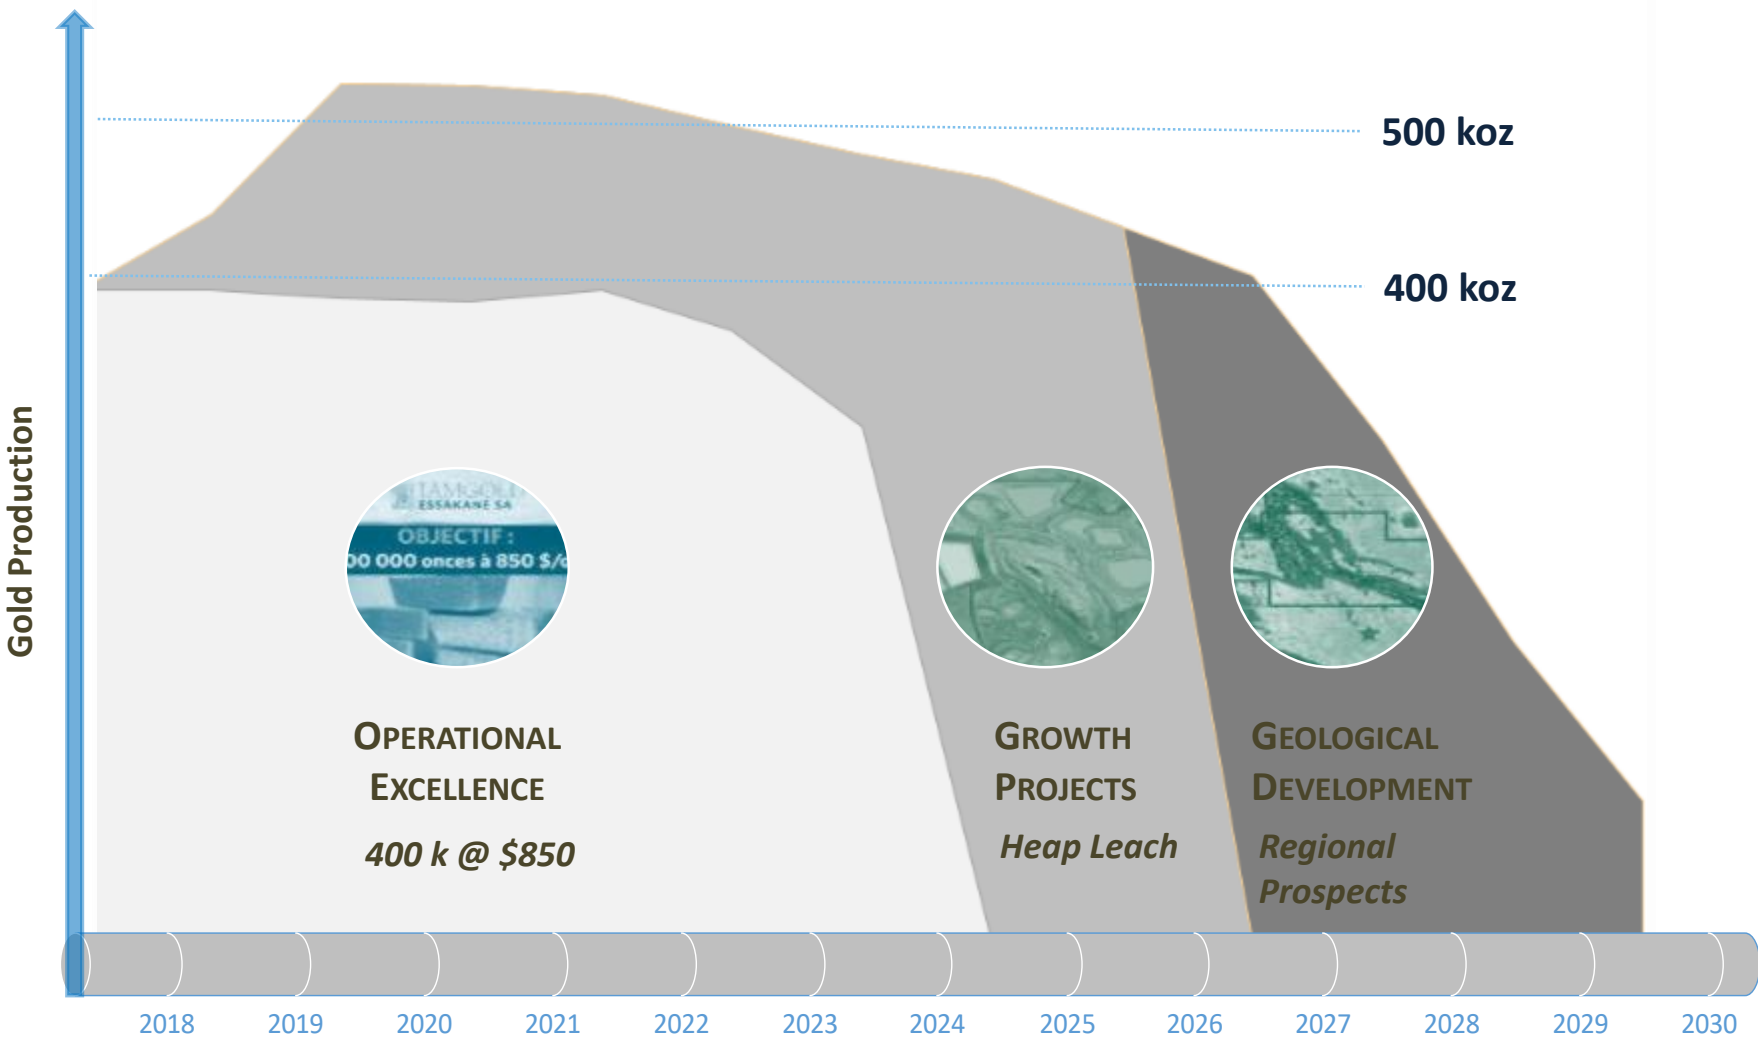 500 koz
400 koz
Gold Production
IAMGOLD
ESSAKANE SA
OBJECTIF :
00 000 onces à 850 $/
OPERATIONAL
EXCELLENCE
400 k @ $850
GROWTH
PROJECTS
Heap Leach
GEOLOGICAL
DEVELOPMENT
Regional
Prospects
2018 2019 2020 2021 2022 2023 2024 2025 2026 2027 2028 2029 2030